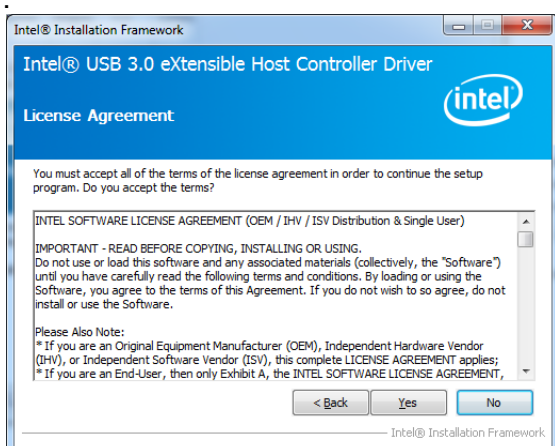 .
Intel® Installation Framework
Intel® USB 3.0 eXtensible Host Controller Driver
License Agreement
intel
You must accept all of the terms of the license agreement in order to continue the setup
program. Do you accept the terms?
INTEL SOFTWARE LICENSE AGREEMENT (OEM / IHV / ISV Distribution & Single User)
IMPORTANT - READ BEFORE COPYING, INSTALLING OR USING.
Do not use or load this software and any associated materials (collectively, the "Software")
until you have carefully read the following terms and conditions. By loading or using the
Software, you agree to the terms of this Agreement. If you do not wish to so agree, do not
install or use the Software.
Please Also Note:
* If you are an Original Equipment Manufacturer (OEM), Independent Hardware Vendor
(IHV), or Independent Software Vendor (ISV), this complete LICENSE AGREEMENT applies;
* If you are an End-User, then only Exhibit A, the INTEL SOFTWARE LICENSE AGREEMENT,
< Back
Yes
No
Intel® Installation Framework